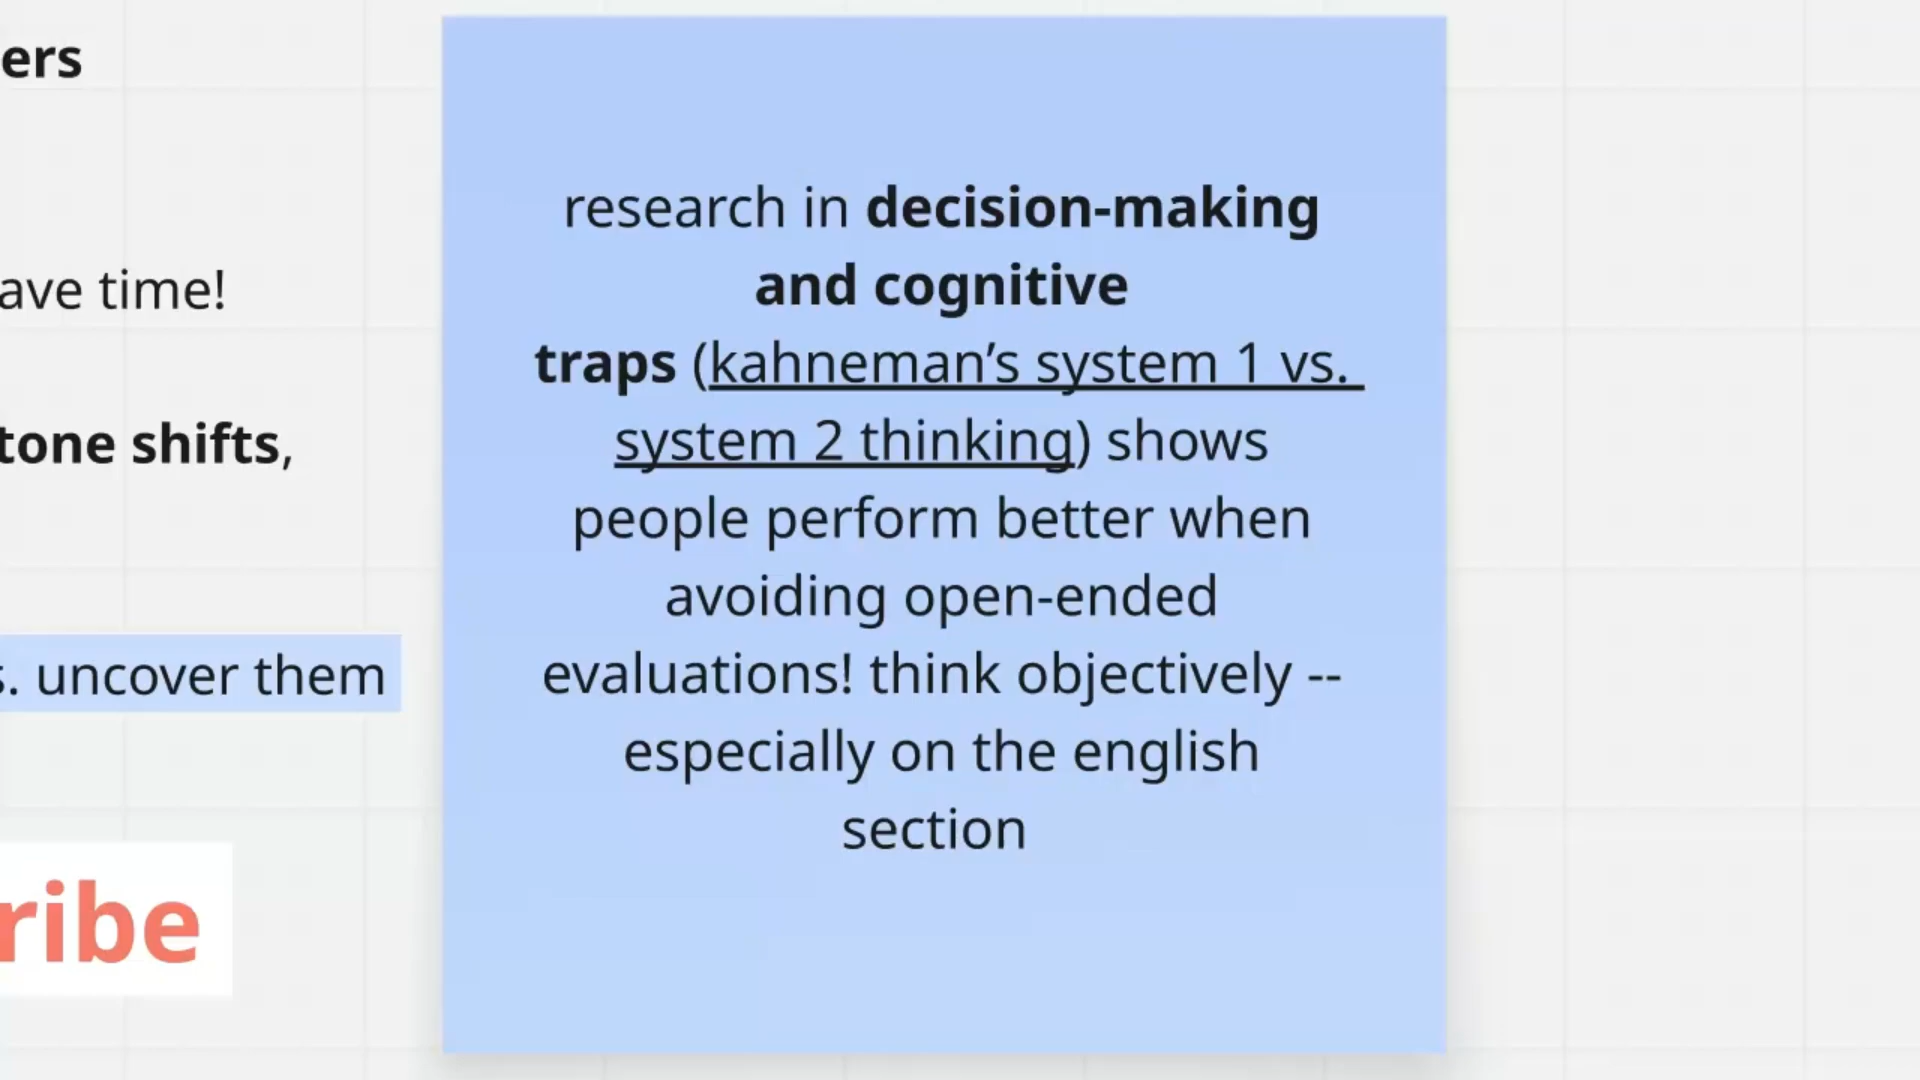 ers
ave time!
tone shifts,
s. uncover them
ribe
research in decision-making
and cognitive
traps (kahneman’s system 1 vs.
system 2 thinking) shows
people perform better when
avoiding open-ended
evaluations! think objectively --
especially on the english
section